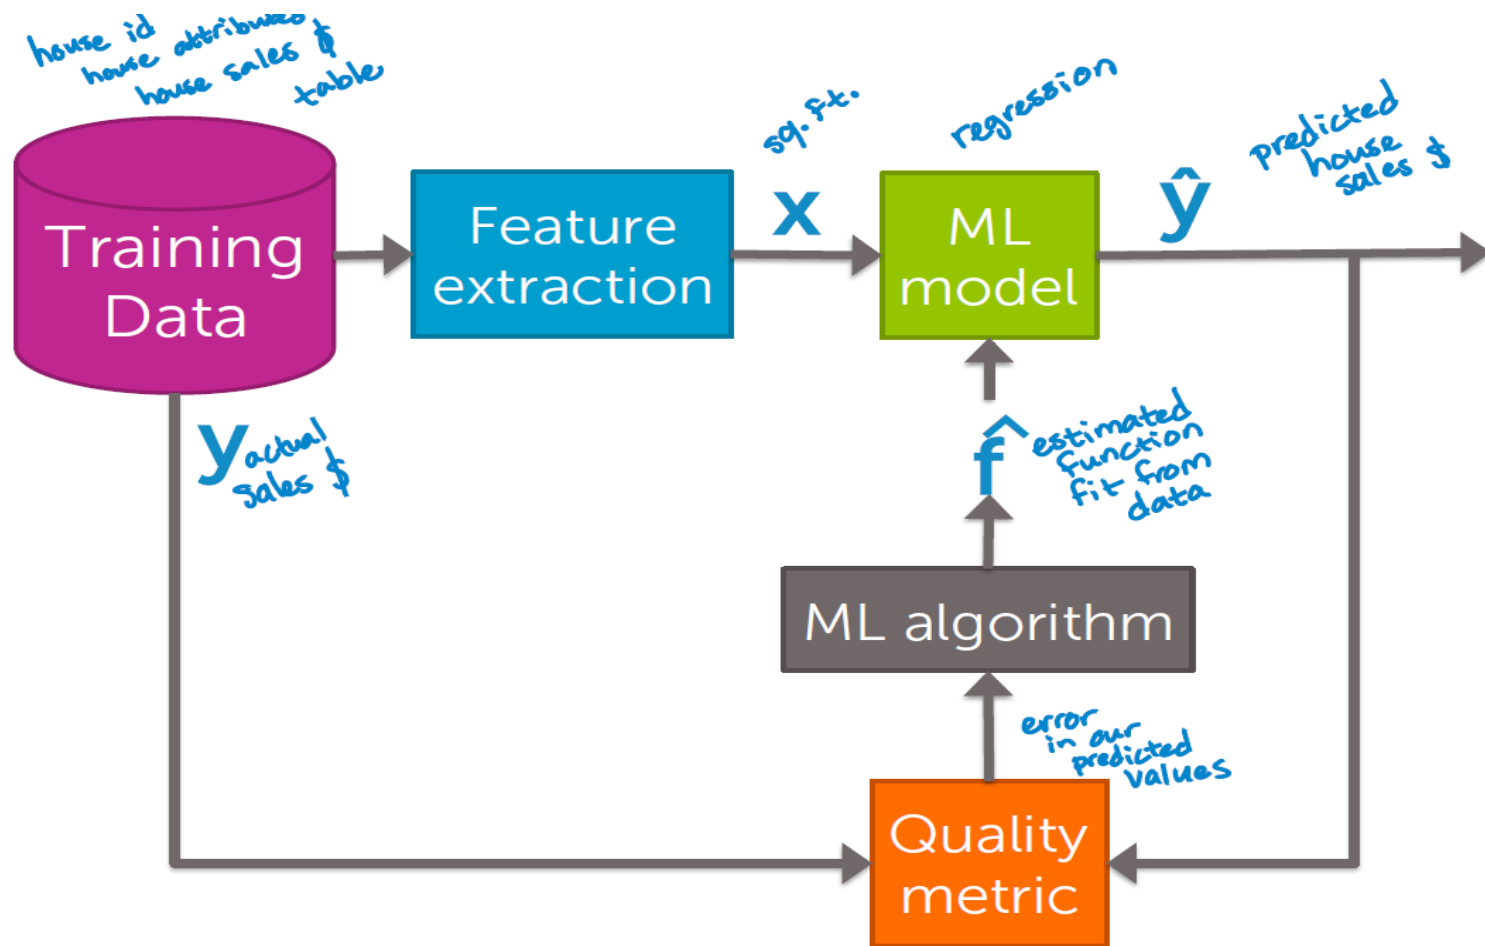 house id
house attributes
house sales $
table
Training
Data
Feature
extraction
sq.ft.
x
regression
ML
model
ŷ
predicted
house
sales $
y
actual
sales $
f̂
estimated
function
fit from
data
ML algorithm
error
in our
predicted
values
Quality
metric